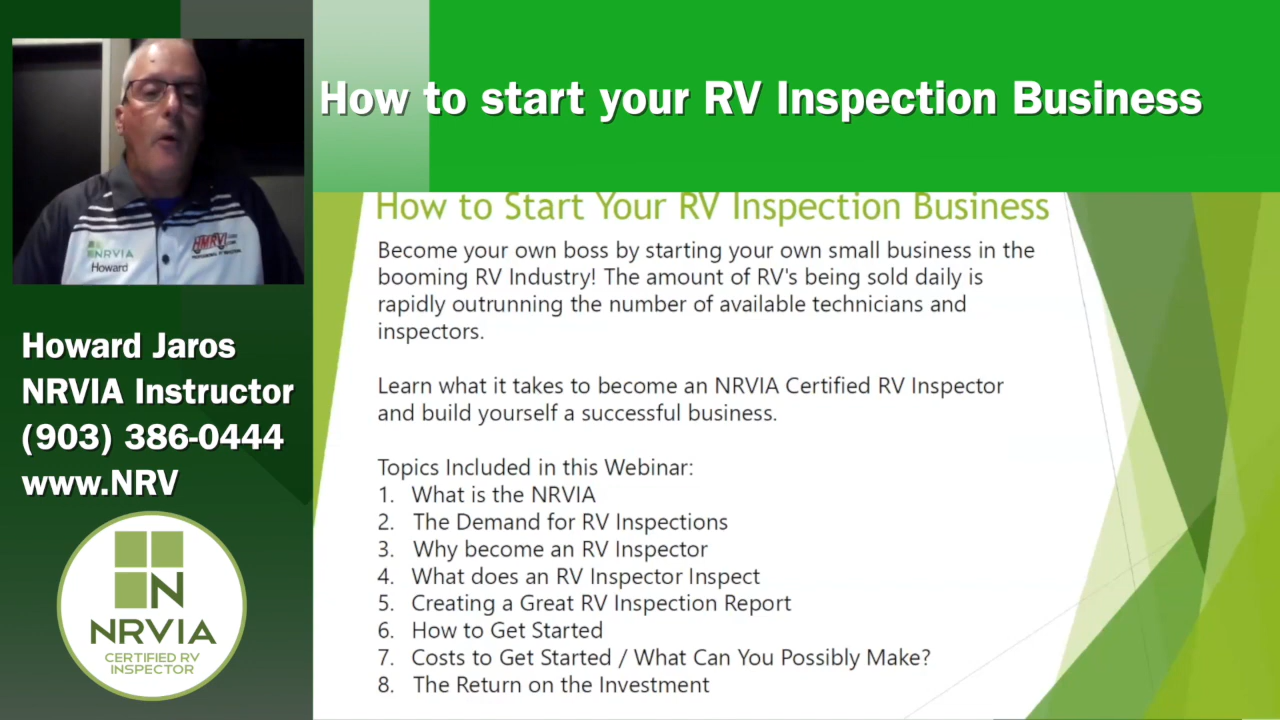 How to start your RV Inspection Business
NRVIA
Howard
HMRVI
Howard Jaros
NRVIA Instructor
(903) 386-0444
www.NRV
N
NRVIA
CERTIFIED RV
INSPECTOR
How to Start Your RV Inspection Business
Become your own boss by starting your own small business in the
booming RV Industry! The amount of RV's being sold daily is
rapidly outrunning the number of available technicians and
inspectors.
Learn what it takes to become an NRVIA Certified RV Inspector
and build yourself a successful business.
Topics Included in this Webinar:
1. What is the NRVIA
2. The Demand for RV Inspections
3. Why become an RV Inspector
4. What does an RV Inspector Inspect
5. Creating a Great RV Inspection Report
6. How to Get Started
7. Costs to Get Started / What Can You Possibly Make?
8. The Return on the Investment